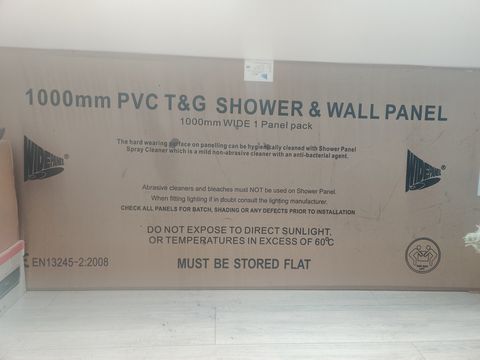 1000mm PVC T&G SHOWER & WALL PANEL
1000mm WIDE 1 Panel pack
The hard wearing surface on panelling can be hygienically cleaned with Shower Panel
Spray Cleaner which is a mild non-abrasive cleaner with an anti-bacterial agent.
Abrasive cleaners and bleaches must NOT be used on Shower Panel.
When fitting lighting if in doubt consult the lighting manufacturer.
CHECK ALL PANELS FOR BATCH, SHADING OR ANY DEFECTS PRIOR TO INSTALLATION
DO NOT EXPOSE TO DIRECT SUNLIGHT.
OR TEMPERATURES IN EXCESS OF 60°C
EN13245-2:2008
MUST BE STORED FLAT